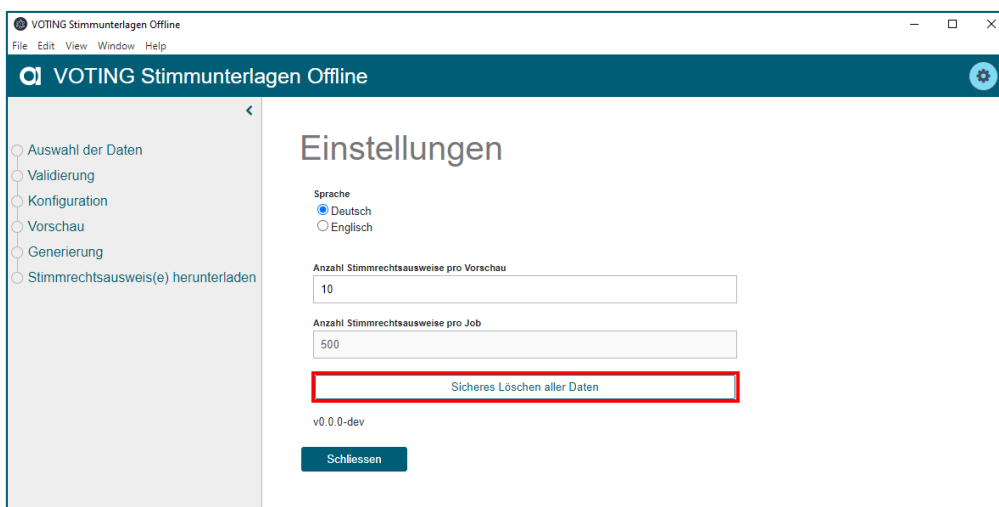 VOTING Stimmunterlagen Offline
File Edit View Window Help
VOTING Stimmunterlagen Offline
Auswahl der Daten
Validierung
Konfiguration
Vorschau
Generierung
Stimmrechtsausweis(e) herunterladen
Einstellungen
Sprache
Deutsch
Englisch
Anzahl Stimmrechtsausweise pro Vorschau
10
Anzahl Stimmrechtsausweise pro Job
500
Sicheres Löschen aller Daten
v0.0.0-dev
Schliessen